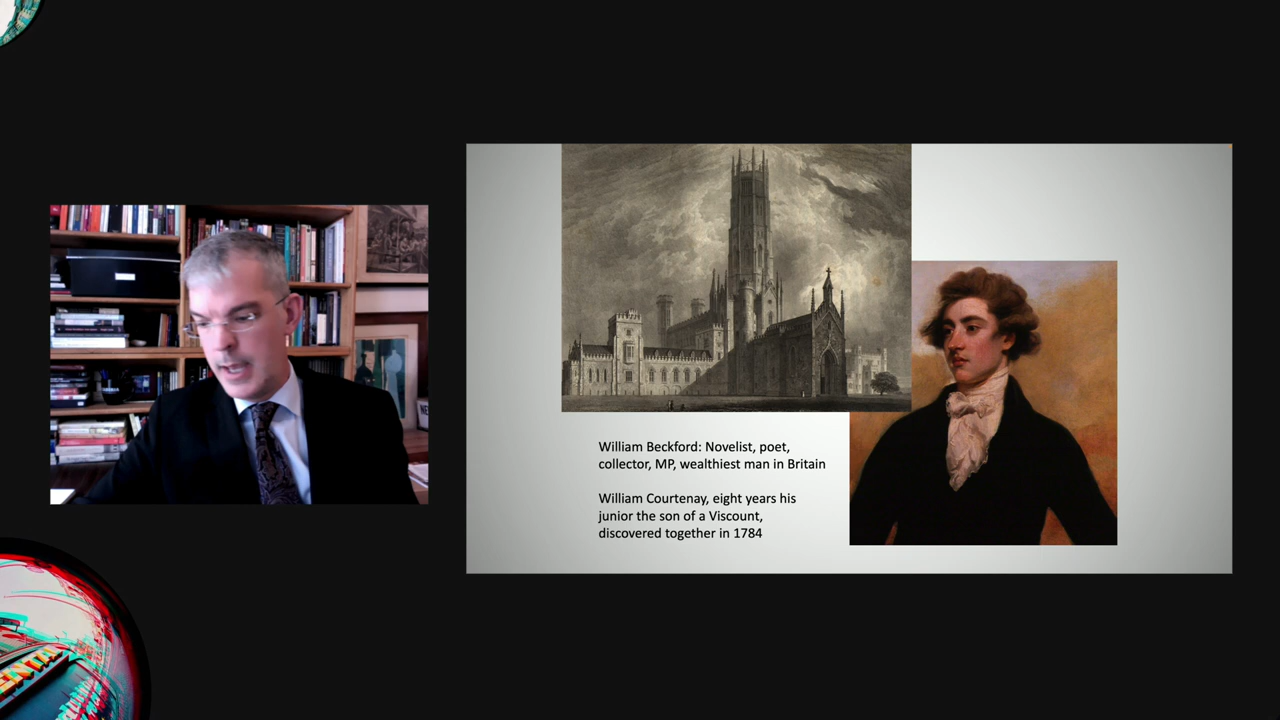 William Beckford: Novelist, poet,
collector, MP, wealthiest man in Britain
William Courtenay, eight years his
junior the son of a Viscount,
discovered together in 1784